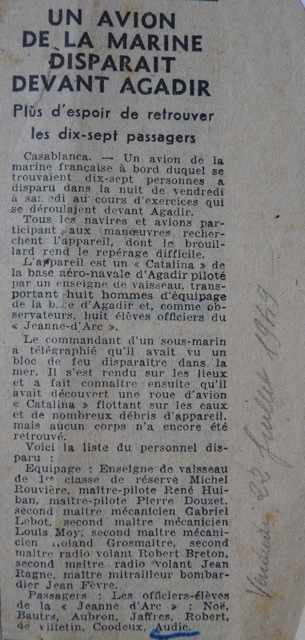 UN AVION
DE LA MARINE
DISPARAIT
DEVANT AGADIR
Plus d'espoir de retrouver
les dix-sept passagers
Casablanca. — Un avion de la
marine française à bord duquel se
trouvaient dix-sept personnes a
disparu dans la nuit de vendredi
à sa edi au cours d'exercices qui
se déroulaient devant Agadir.
Tous les navires et avions par-
ticipant aux manœuvres recher-
chent l'appareil, dont le brouil-
lard rend le repérage difficile.
L'appareil est un « Catalina » de
la base aéro-navale d'Agadir piloté
par un enseigne de vaisseau, trans-
portant huit hommes d'équipage
de la b..e d'Agadir et, comme ob-
servateurs, huit élèves officiers du
« Jeanne-d'Arc ».
Le commandant d'un sous-marin
a télégraphié qu'il avait vu un
bloc de feu disparaître dans la
mer. Il s'est rendu sur les lieux
et a fait connaître ensuite qu'il
avait découvert une roue d'avion
« Catalina » flottant sur les eaux
et de nombreux débris d'appareil,
mais aucun corps n'a encore été
retrouvé.
Voici la liste du personnel dis-
paru :
Equipage : Enseigne de vaisseau
de 1re classe de réserve Michel
Rouvière, maître-pilote René Hui-
ban, maître-pilote Pierre Douzet,
second maître mécanicien Gabriel
Lebot, second maître mécanicien
Louis Moy, second maître mécani-
cien .oland Grosmaître, second
maître radio volant Robert Breton,
second maître radio volant Jean
Ragne, maître mitrailleur bombar-
dier Jean Fèvre.
Passagers : Les officiers-élèves
de la « Jeanne d'Arc » : Noë,
Bautrs, Aubron, Jaffres, Robert,
de Villetin, Coodeux, Audic.
Vendredi 22 juillet 1949